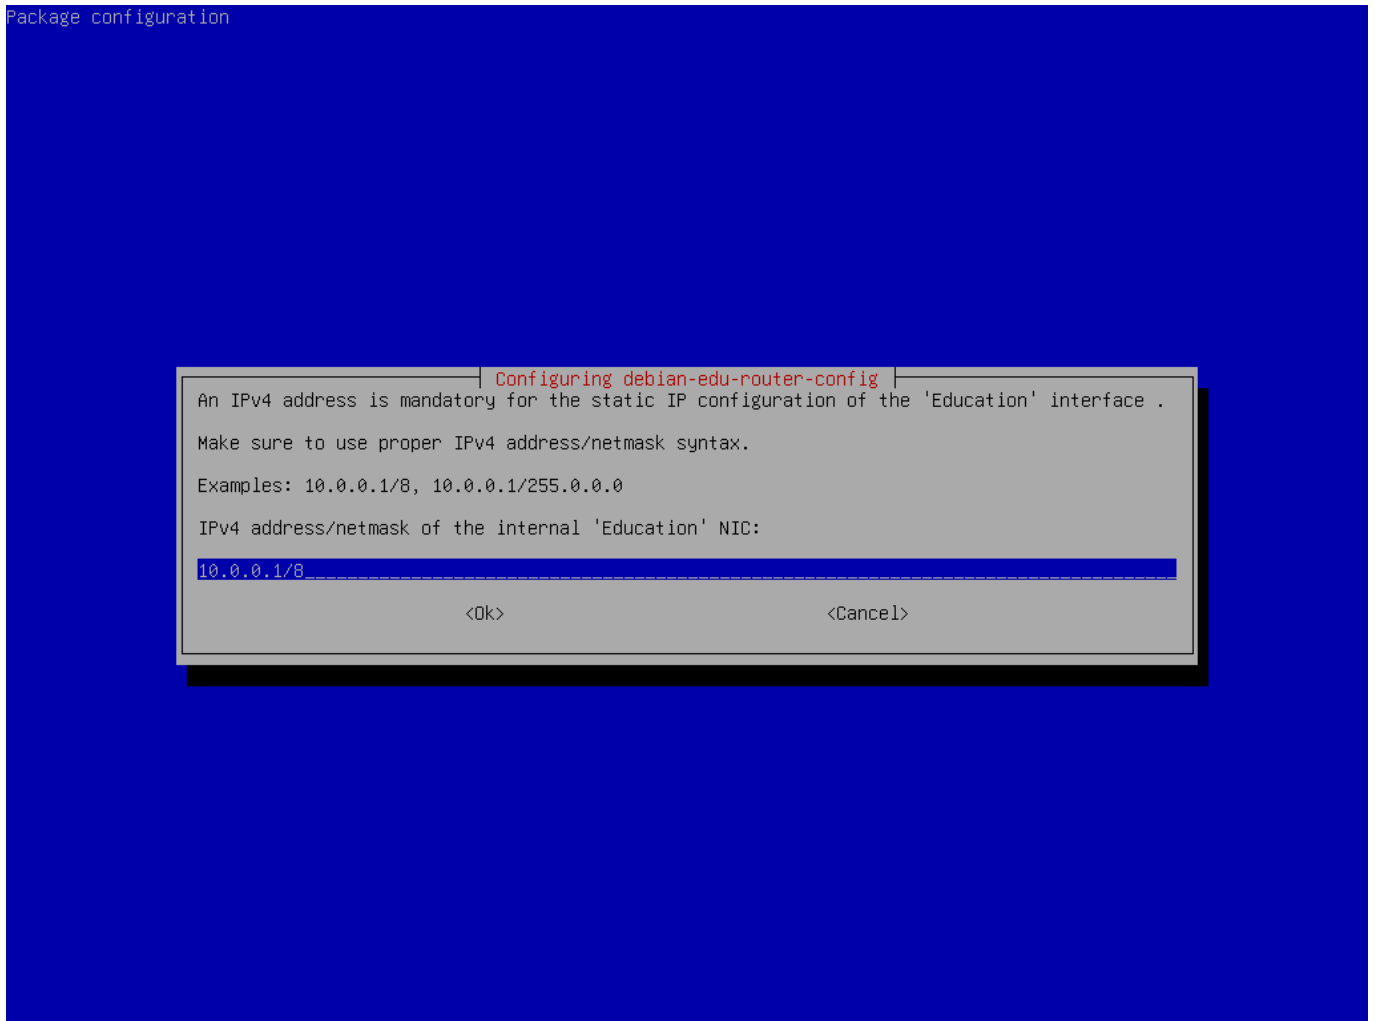 Package configuration
Configuring debian-edu-router-config
An IPv4 address is mandatory for the static IP configuration of the 'Education' interface .
Make sure to use proper IPv4 address/netmask syntax.
Examples: 10.0.0.1/8, 10.0.0.1/255.0.0.0
IPv4 address/netmask of the internal 'Education' NIC:
10.0.0.1/8
<Ok> <Cancel>